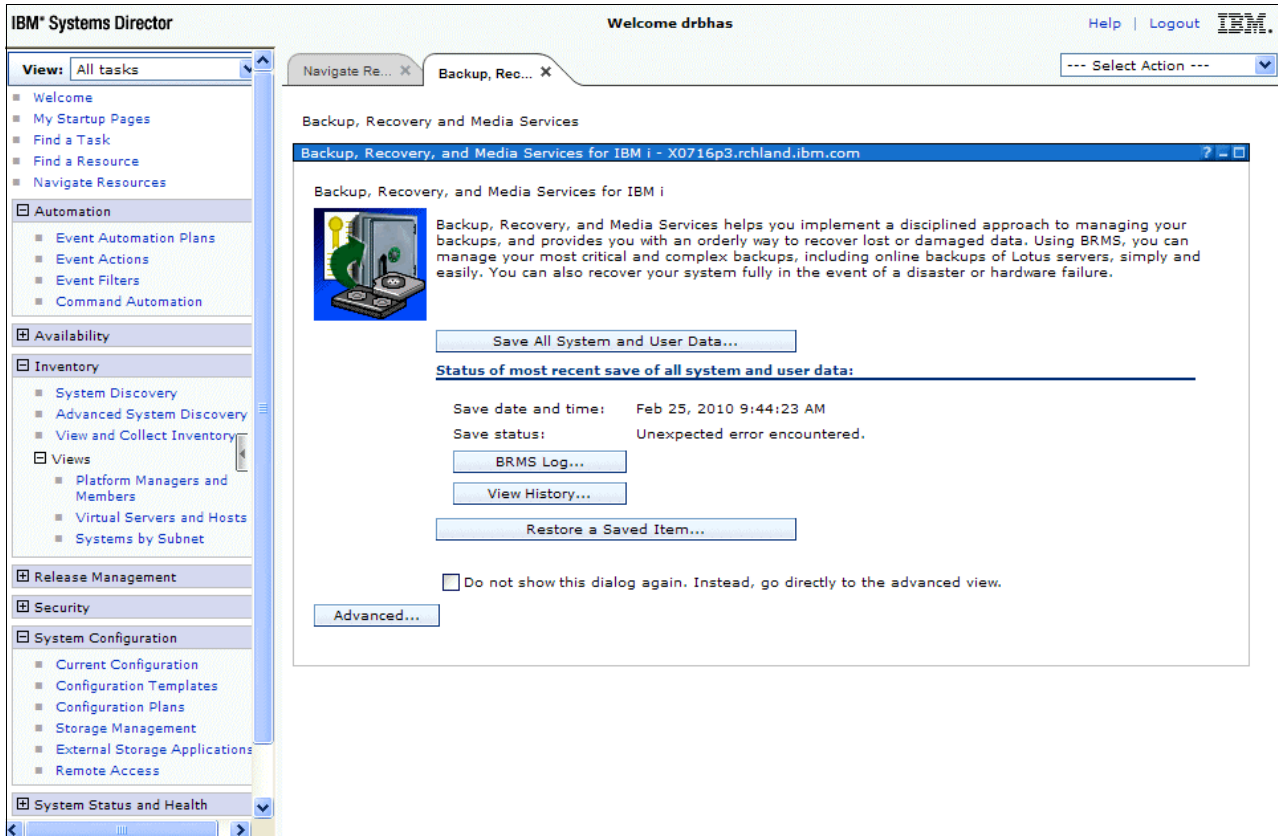 IBM® Systems Director
Welcome drbhas
Help | Logout
IBM.
View: All tasks
Welcome
My Startup Pages
Find a Task
Find a Resource
Navigate Resources
Automation
Event Automation Plans
Event Actions
Event Filters
Command Automation
Availability
Inventory
System Discovery
Advanced System Discovery
View and Collect Inventory
Views
Platform Managers and
Members
Virtual Servers and Hosts
Systems by Subnet
Release Management
Security
System Configuration
Current Configuration
Configuration Templates
Configuration Plans
Storage Management
External Storage Applications
Remote Access
System Status and Health
Navigate Re...
Backup, Rec...
--- Select Action ---
Backup, Recovery and Media Services
Backup, Recovery, and Media Services for IBM i - X0716p3.rchland.ibm.com
Backup, Recovery, and Media Services for IBM i
Backup, Recovery, and Media Services helps you implement a disciplined approach to managing your
backups, and provides you with an orderly way to recover lost or damaged data. Using BRMS, you can
manage your most critical and complex backups, including online backups of Lotus servers, simply and
easily. You can also recover your system fully in the event of a disaster or hardware failure.
Save All System and User Data...
Status of most recent save of all system and user data:
Save date and time: Feb 25, 2010 9:44:23 AM
Save status: Unexpected error encountered.
BRMS Log...
View History...
Restore a Saved Item...
Do not show this dialog again. Instead, go directly to the advanced view.
Advanced...